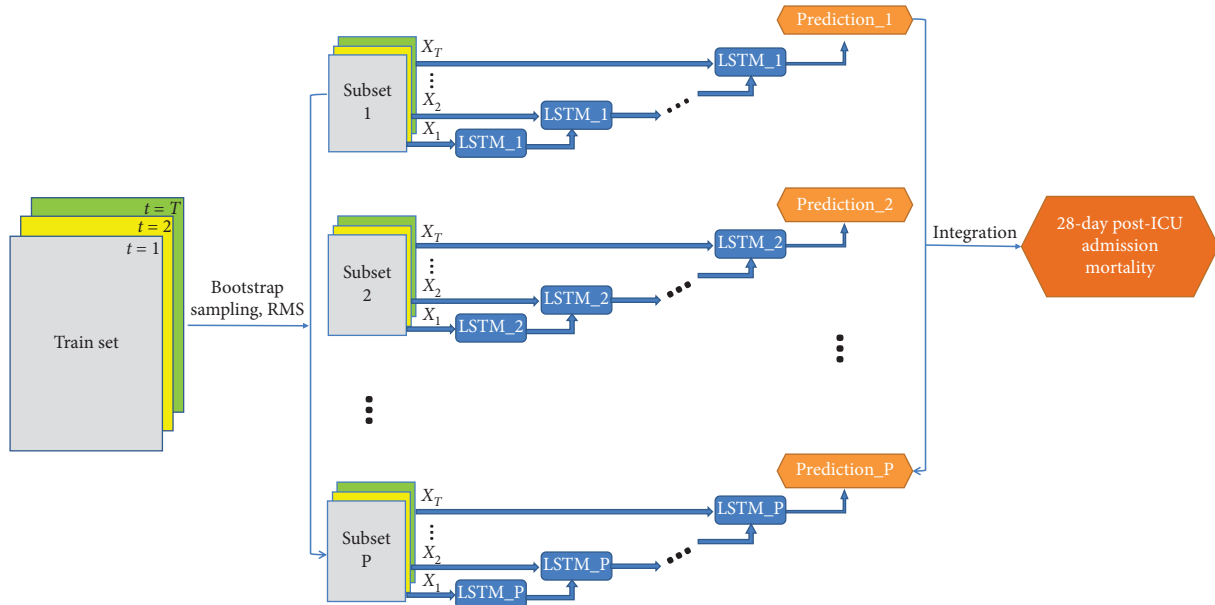 t = T
t = 2
t = 1
Train set
Bootstrap
sampling, RMS
Subset
1
X_T
X_2
X_1
LSTM_1
LSTM_1
LSTM_1
Prediction_1
Subset
2
X_T
X_2
X_1
LSTM_2
LSTM_2
LSTM_2
Prediction_2
Subset
P
X_T
X_2
X_1
LSTM_P
LSTM_P
LSTM_P
Prediction_P
Integration
28-day post-ICU
admission
mortality